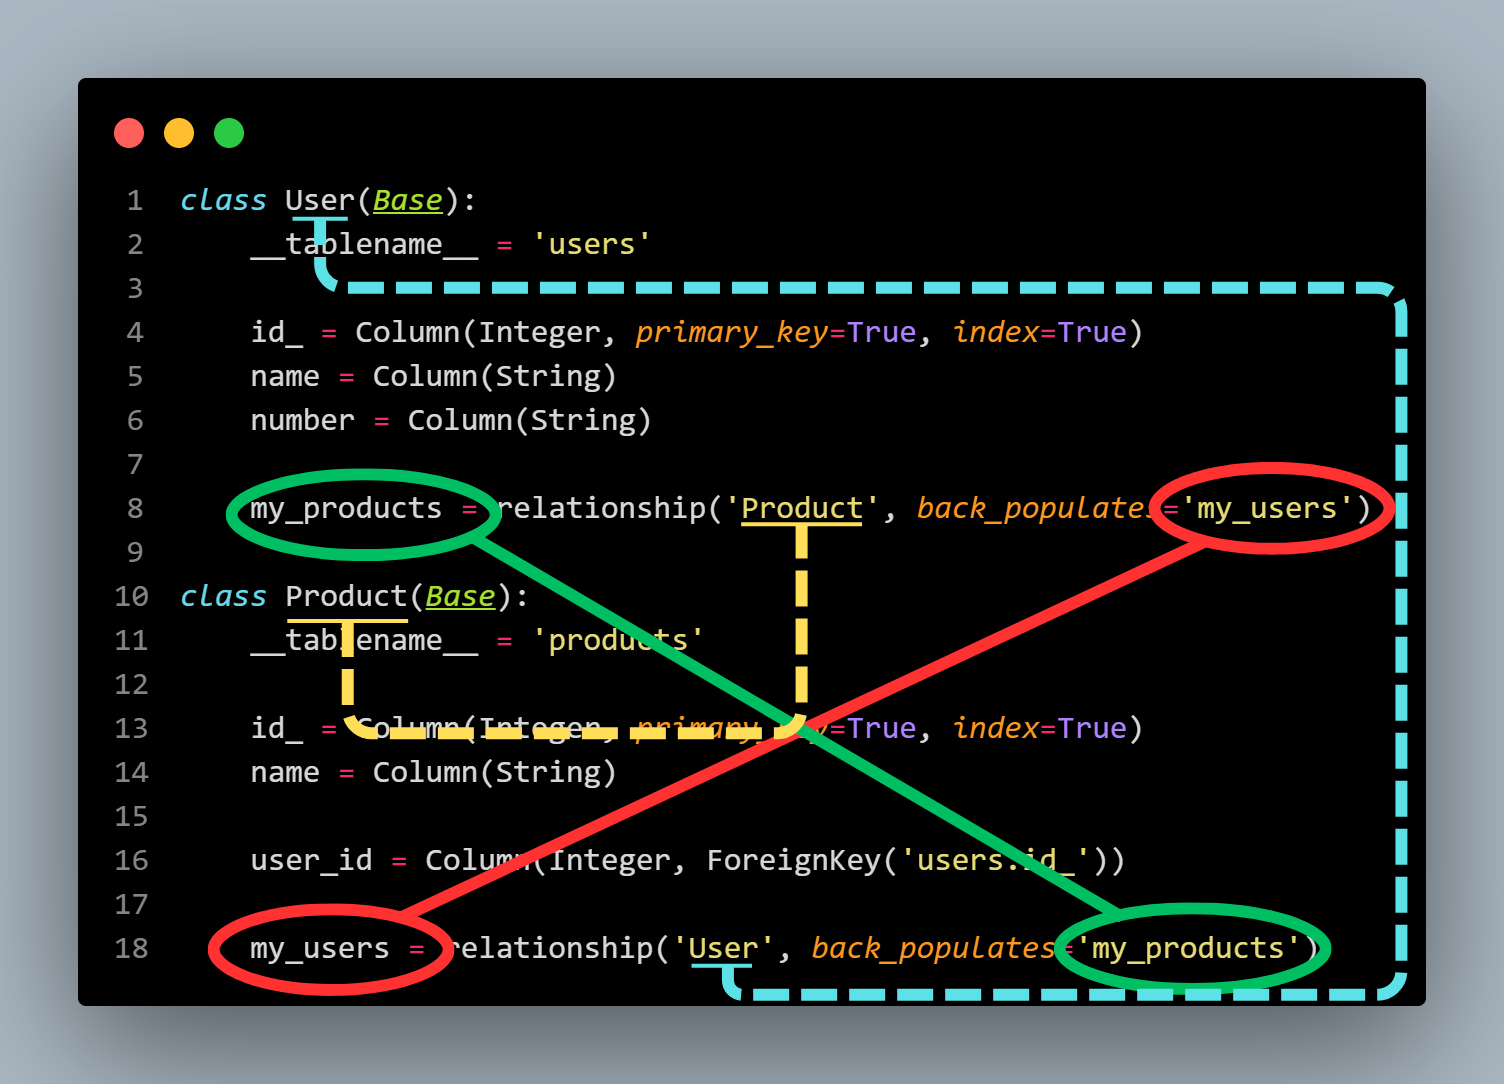 1 class User(Base):
2 __tablename__ = 'users'
3
4 id_ = Column(Integer, primary_key=True, index=True)
5 name = Column(String)
6 number = Column(String)
7
8 my_products = relationship('Product', back_populates='my_users')
9
10 class Product(Base):
11 __tablename__ = 'products'
12
13 id_ = Column(Integer, primary_key=True, index=True)
14 name = Column(String)
15
16 user_id = Column(Integer, ForeignKey('users.id_'))
17
18 my_users = relationship('User', back_populates='my_products')